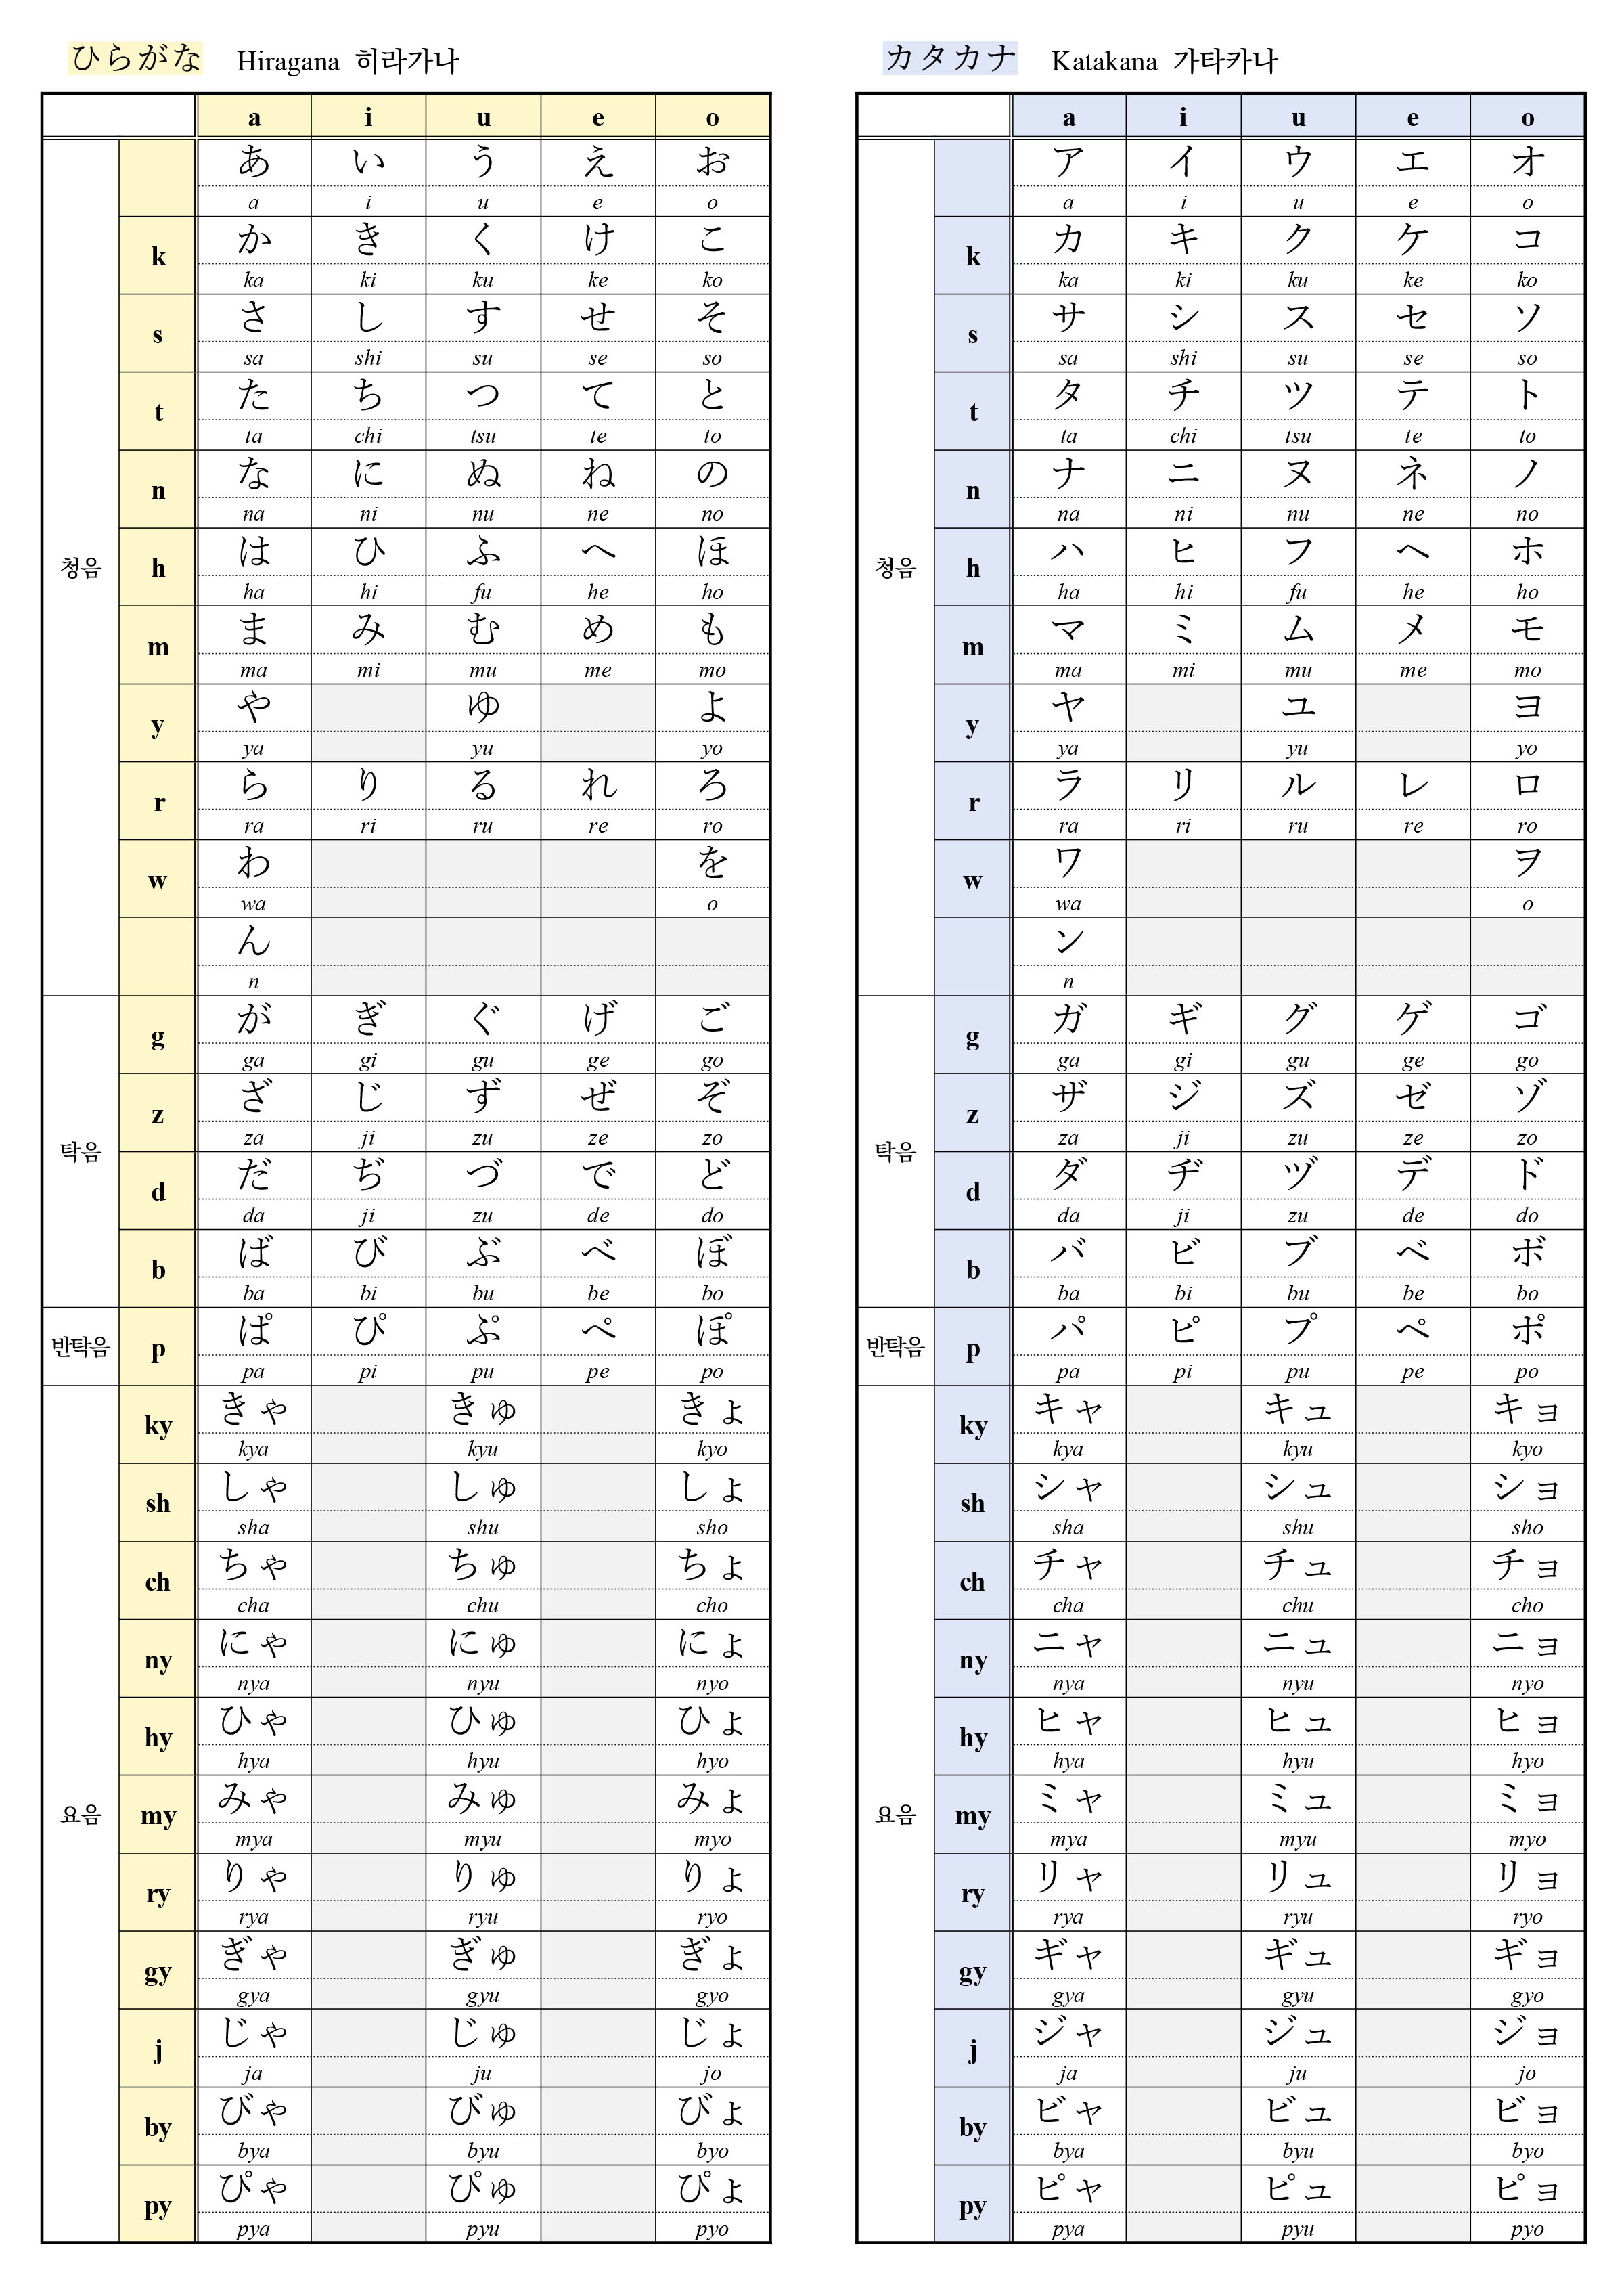 ひらがな Hiragana 히라가나
a i u e o
청음
あ い う え お
a i u e o
k
か き く け こ
ka ki ku ke ko
s
さ し す せ そ
sa shi su se so
t
た ち つ て と
ta chi tsu te to
n
な に ぬ ね の
na ni nu ne no
h
は ひ ふ へ ほ
ha hi fu he ho
m
ま み む め も
ma mi mu me mo
y
や ゆ よ
ya yu yo
r
ら り る れ ろ
ra ri ru re ro
w
わ を
wa o
ん
n
탁음
g
が ぎ ぐ げ ご
ga gi gu ge go
z
ざ じ ず ぜ ぞ
za ji zu ze zo
d
だ ぢ づ で ど
da ji zu de do
b
ば び ぶ べ ぼ
ba bi bu be bo
반탁음
p
ぱ ぴ ぷ ぺ ぽ
pa pi pu pe po
요음
ky
きゃ きゅ きょ
kya kyu kyo
sh
しゃ しゅ しょ
sha shu sho
ch
ちゃ ちゅ ちょ
cha chu cho
ny
にゃ にゅ にょ
nya nyu nyo
hy
ひゃ ひゅ ひょ
hya hyu hyo
my
みゃ みゅ みょ
mya myu myo
ry
りゃ りゅ りょ
rya ryu ryo
gy
ぎゃ ぎゅ ぎょ
gya gyu gyo
j
じゃ じゅ じょ
ja ju jo
by
びゃ びゅ びょ
bya byu byo
py
ぴゃ ぴゅ ぴょ
pya pyu pyo
カタカナ Katakana 가타카나
a i u e o
청음
ア イ ウ エ オ
a i u e o
k
カ キ ク ケ コ
ka ki ku ke ko
s
サ シ ス セ ソ
sa shi su se so
t
タ チ ツ テ ト
ta chi tsu te to
n
ナ ニ ヌ ネ ノ
na ni nu ne no
h
ハ ヒ フ ヘ ホ
ha hi fu he ho
m
マ ミ ム メ モ
ma mi mu me mo
y
ヤ ユ ヨ
ya yu yo
r
ラ リ ル レ ロ
ra ri ru re ro
w
ワ ヲ
wa o
ン
n
탁음
g
ガ ギ グ ゲ ゴ
ga gi gu ge go
z
ザ ジ ズ ゼ ゾ
za ji zu ze zo
d
ダ ヂ ヅ デ ド
da ji zu de do
b
バ ビ ブ ベ ボ
ba bi bu be bo
반탁음
p
パ ピ プ ペ ポ
pa pi pu pe po
요음
ky
キャ キュ キョ
kya kyu kyo
sh
シャ シュ ショ
sha shu sho
ch
チャ チュ チョ
cha chu cho
ny
ニャ ニュ ニョ
nya nyu nyo
hy
ヒャ ヒュ ヒョ
hya hyu hyo
my
ミャ ミュ ミョ
mya myu myo
ry
リャ リュ リョ
rya ryu ryo
gy
ギャ ギュ ギョ
gya gyu gyo
j
ジャ ジュ ジョ
ja ju jo
by
ビャ ビュ ビョ
bya byu byo
py
ピャ ピュ ピョ
pya pyu pyo